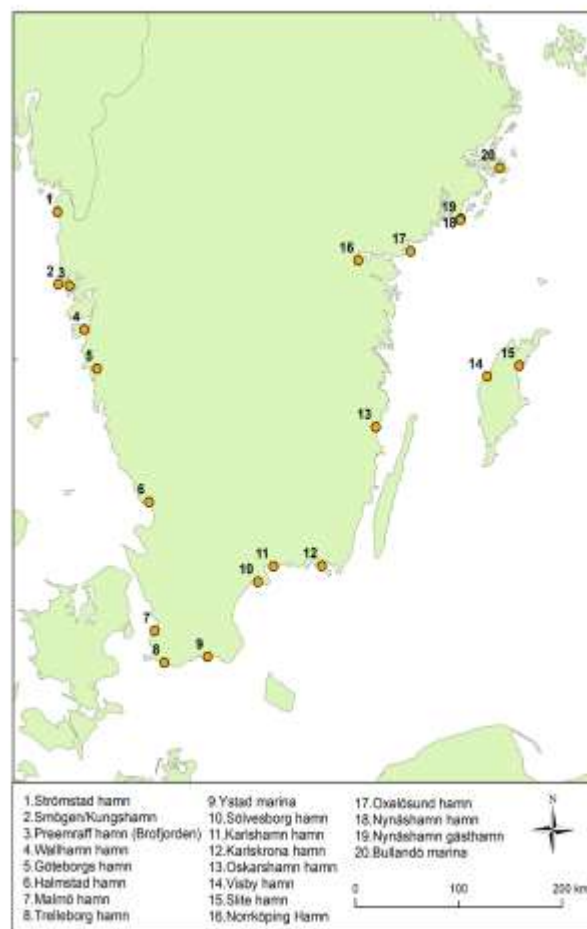 20
1
19
18
17
16
2 3
4
5
15
14
13
6
11
12
10
7
9
8
1.Strömstad hamn
2.Smögen/Kungshamn
3.Preemraff hamn (Brofjorden)
4.Wallhamns hamn
5.Göteborgs hamn
6.Halmstad hamn
7.Malmö hamn
8.Trelleborg hamn
9.Ystad marina
10.Sölvesborg hamn
11.Karlshamn hamn
12.Karlskrona hamn
13.Oskarshamn hamn
14.Visby hamn
15.Slite hamn
16.Norrköping Hamn
17.Oxelösund hamn
18.Nynäshamn hamn
19.Nynäshamn gästhamn
20.Bullandö marina
N
0 100 200 km